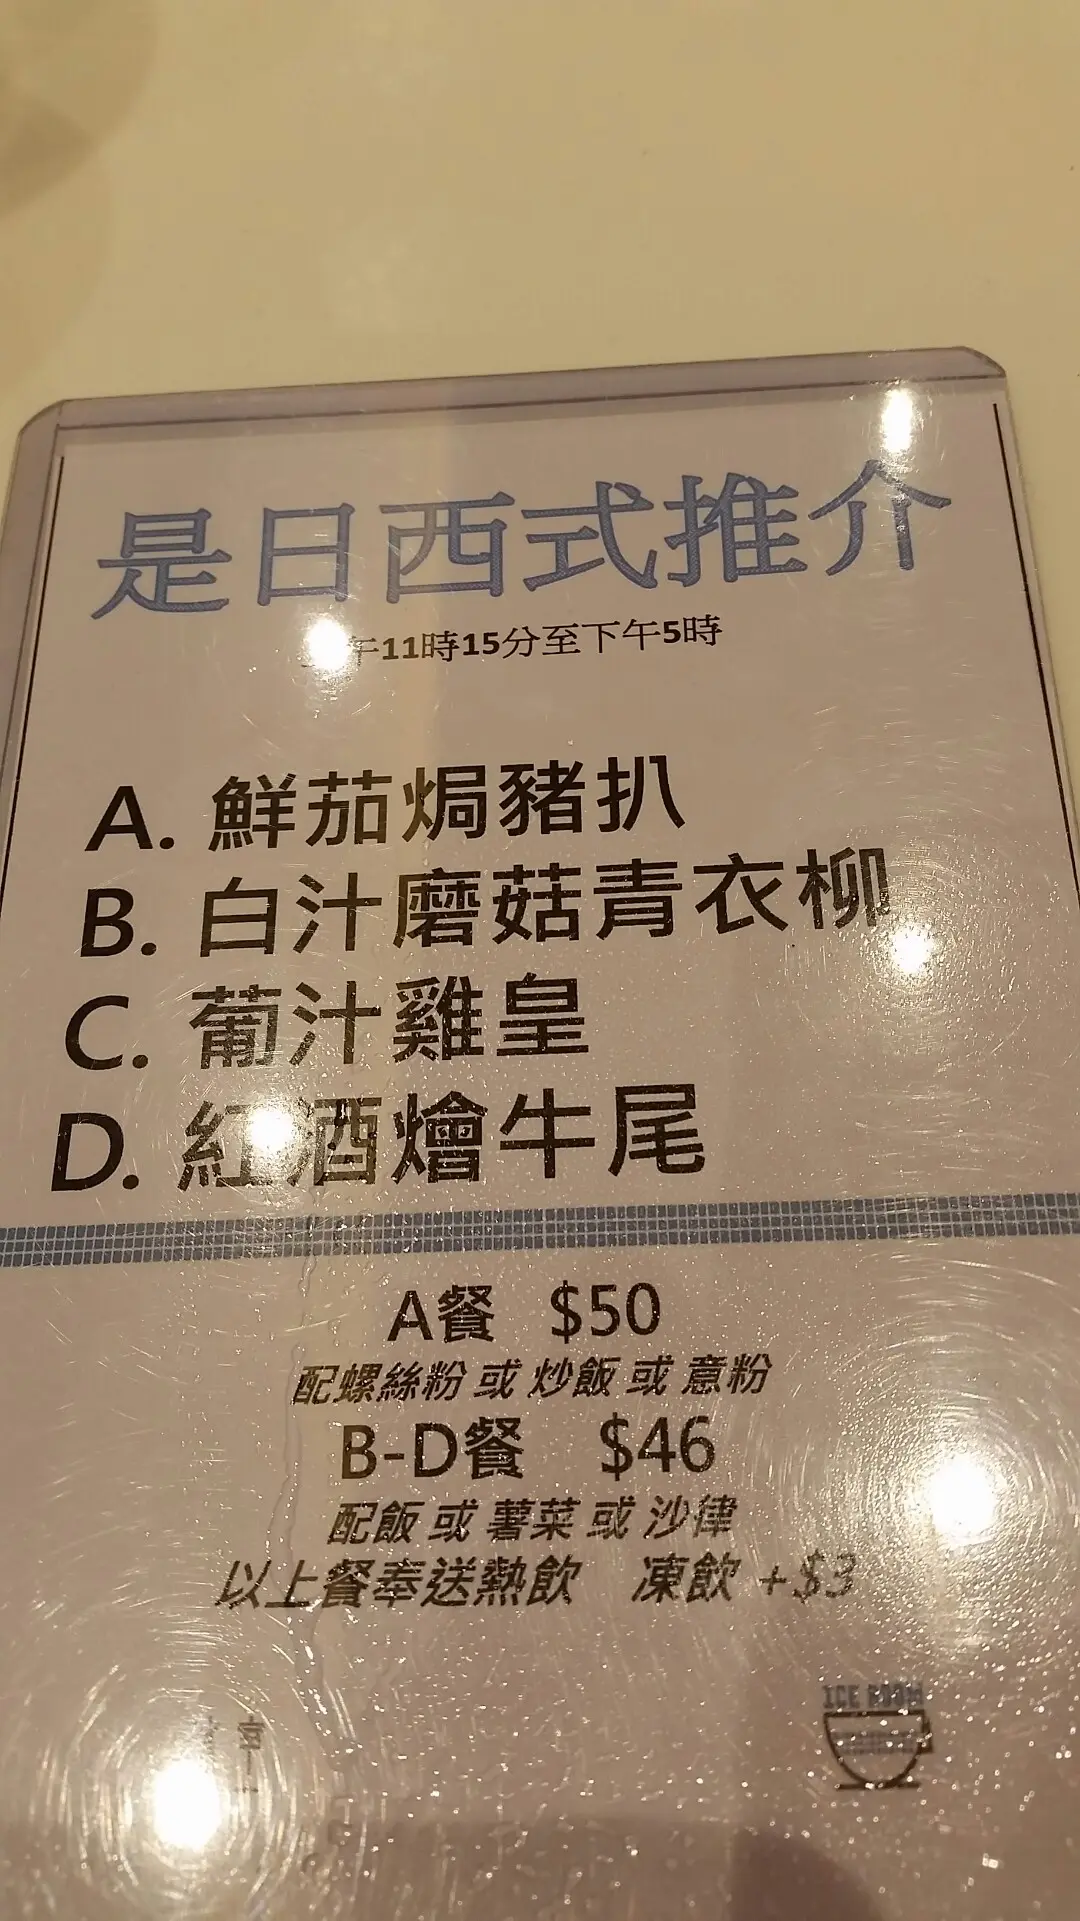 是日西式推介
午11時15分至下午5時
A. 鮮茄焗豬扒
B. 白汁磨菇青衣柳
C. 葡汁雞皇
D. 紅酒燴牛尾
A餐 $50
配螺絲粉 或 炒飯 或 意粉
B-D餐 $46
配飯 或 薯菜 或 沙律
以上餐奉送熱飲 凍飲 +$3
ICE ROOM